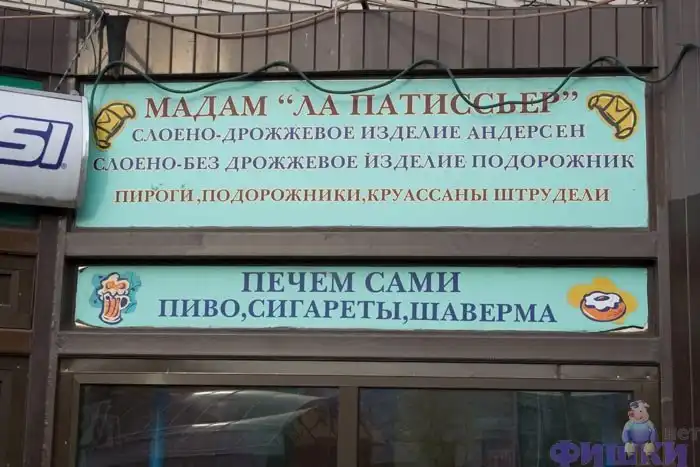 SI
МАДАМ "ЛА ПАТИССЬЕР"
СЛОЕНО-ДРОЖЖЕВОЕ ИЗДЕЛИЕ АНДЕРСЕН
СЛОЕНО-БЕЗ ДРОЖЖЕВОЕ ИЗДЕЛИЕ ПОДОРОЖНИК
ПИРОГИ,ПОДОРОЖНИКИ,КРУАССАНЫ ШТРУДЕЛИ
ПЕЧЕМ САМИ
ПИВО,СИГАРЕТЫ,ШАВЕРМА
ФИШКИ
нет